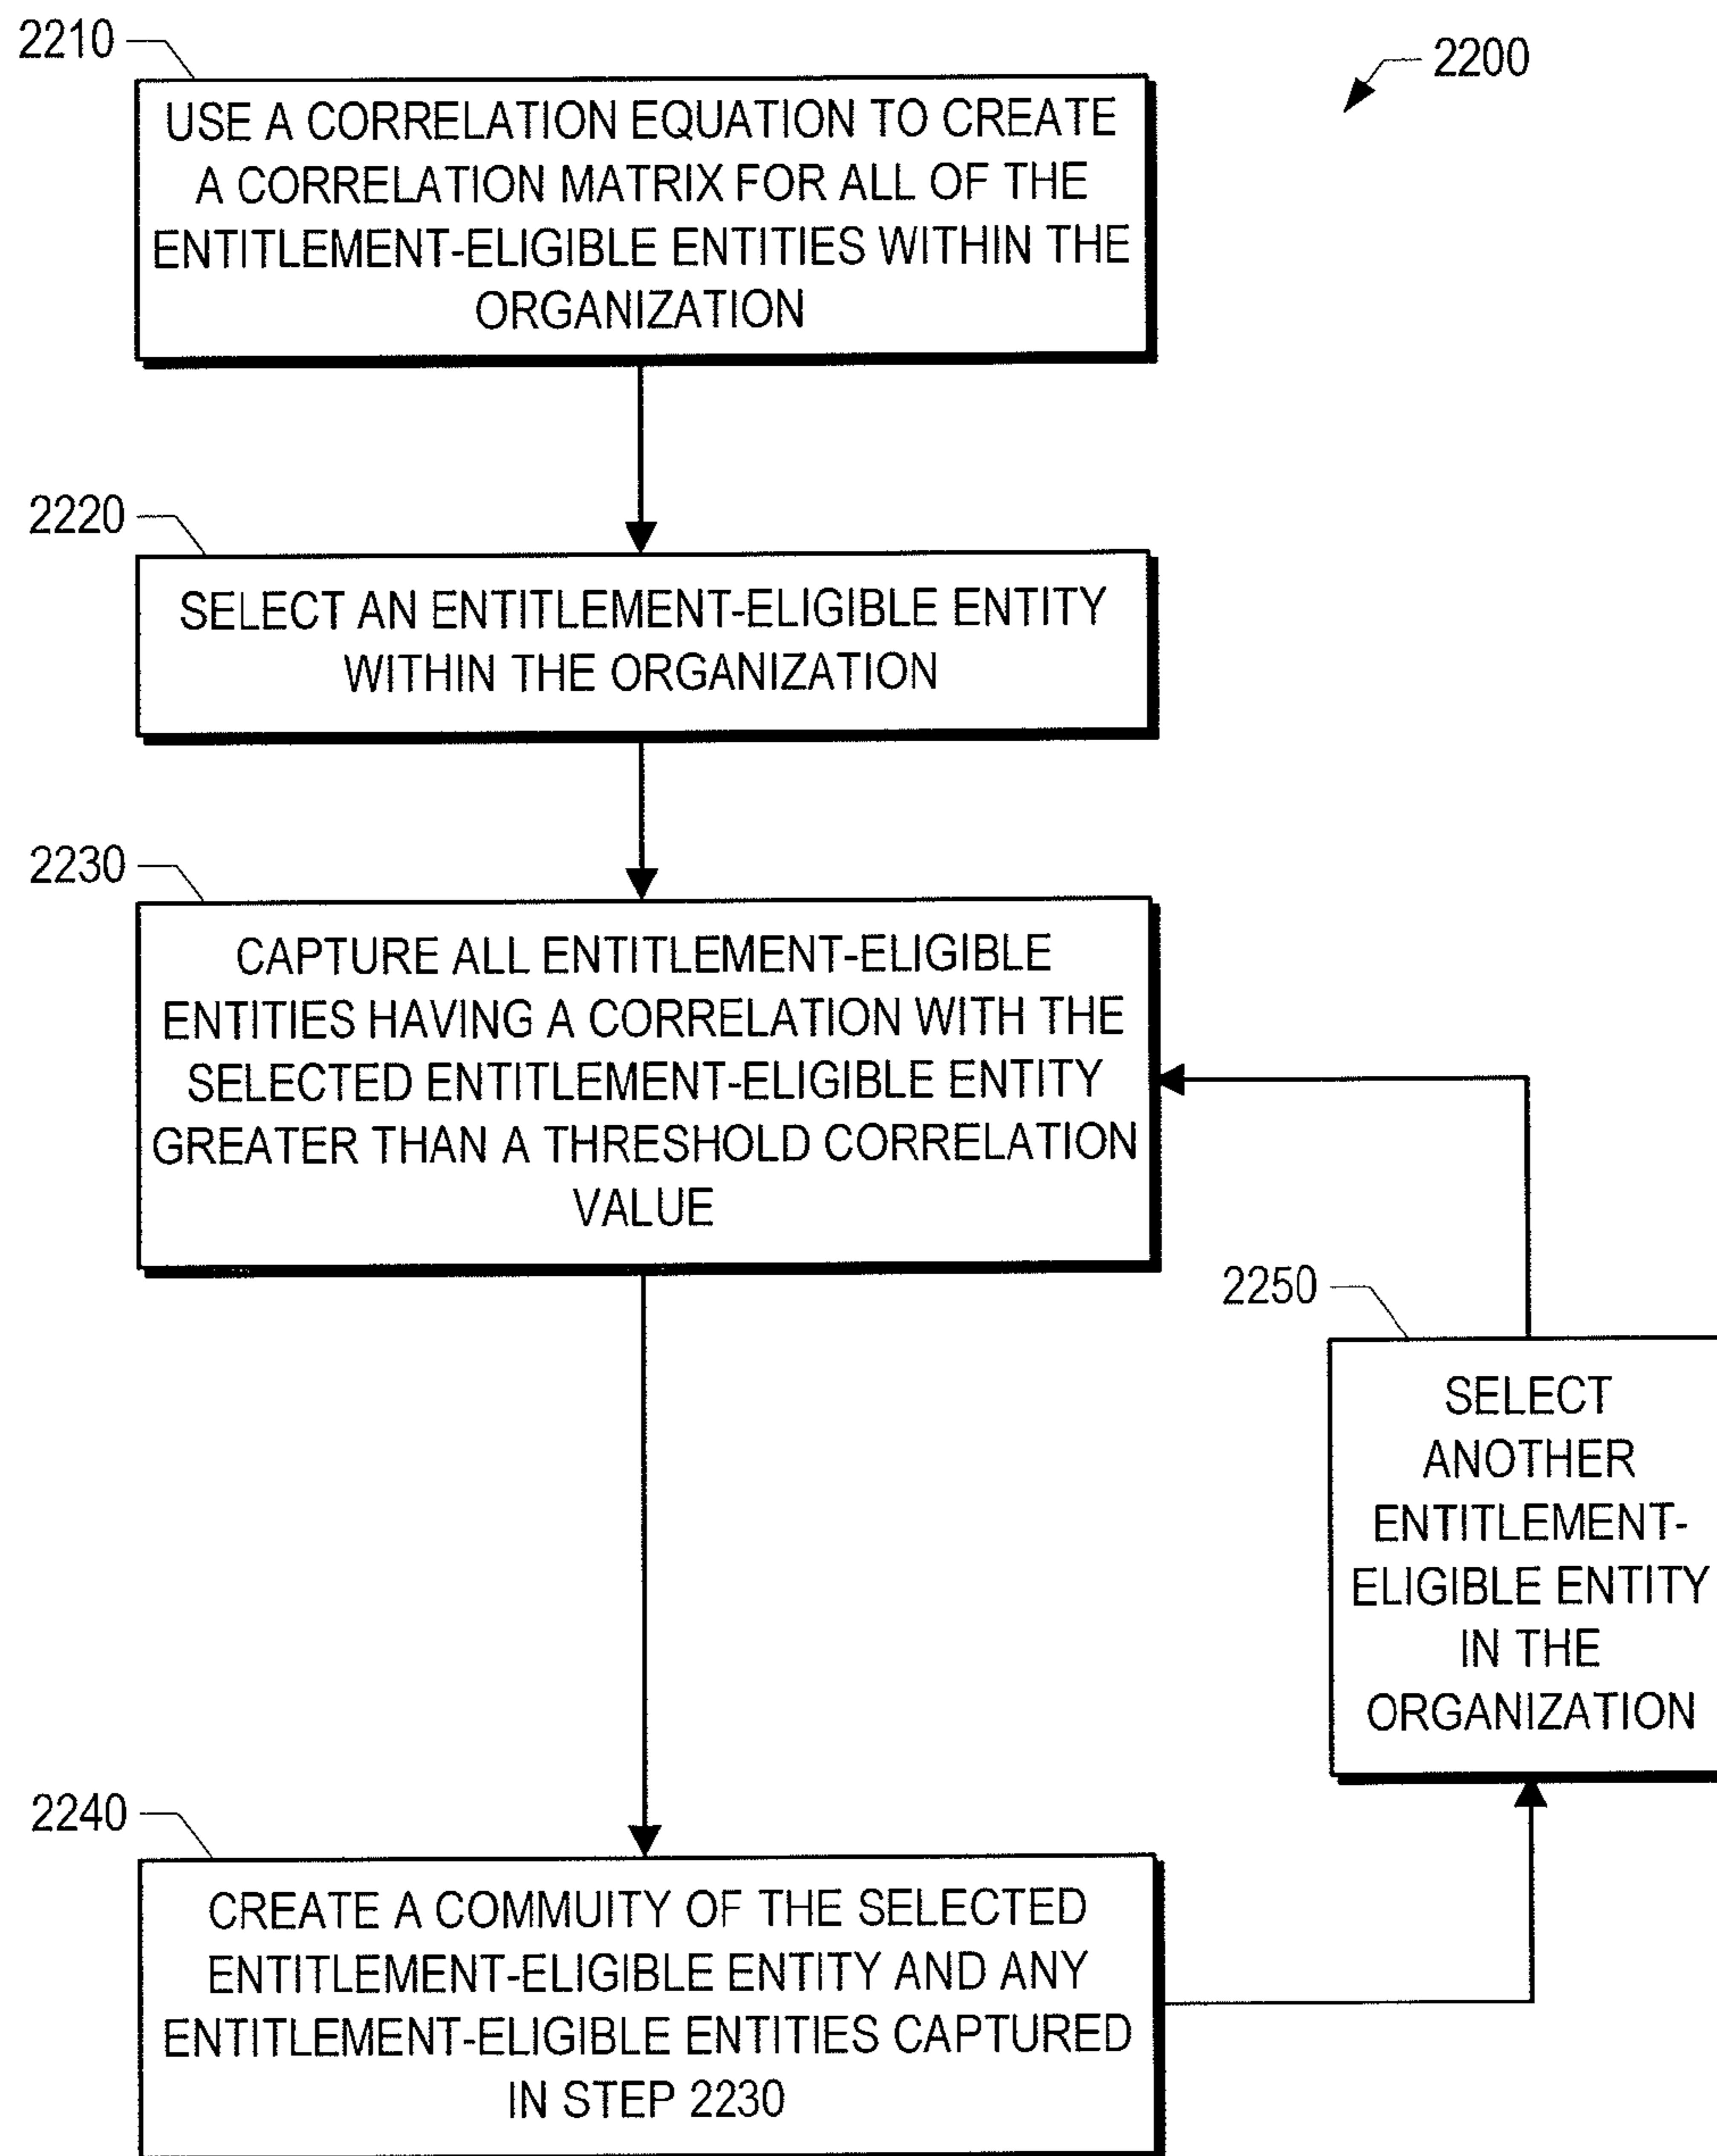 2210
2200
USE A CORRELATION EQUATION TO CREATE
A CORRELATION MATRIX FOR ALL OF THE
ENTITLEMENT-ELIGIBLE ENTITIES WITHIN THE
ORGANIZATION
2220
SELECT AN ENTITLEMENT-ELIGIBLE ENTITY
WITHIN THE ORGANIZATION
2230
CAPTURE ALL ENTITLEMENT-ELIGIBLE
ENTITIES HAVING A CORRELATION WITH THE
SELECTED ENTITLEMENT-ELIGIBLE ENTITY
GREATER THAN A THRESHOLD CORRELATION
VALUE
2250
SELECT
ANOTHER
ENTITLEMENT-
ELIGIBLE ENTITY
IN THE
ORGANIZATION
2240
CREATE A COMMUITY OF THE SELECTED
ENTITLEMENT-ELIGIBLE ENTITY AND ANY
ENTITLEMENT-ELIGIBLE ENTITIES CAPTURED
IN STEP 2230